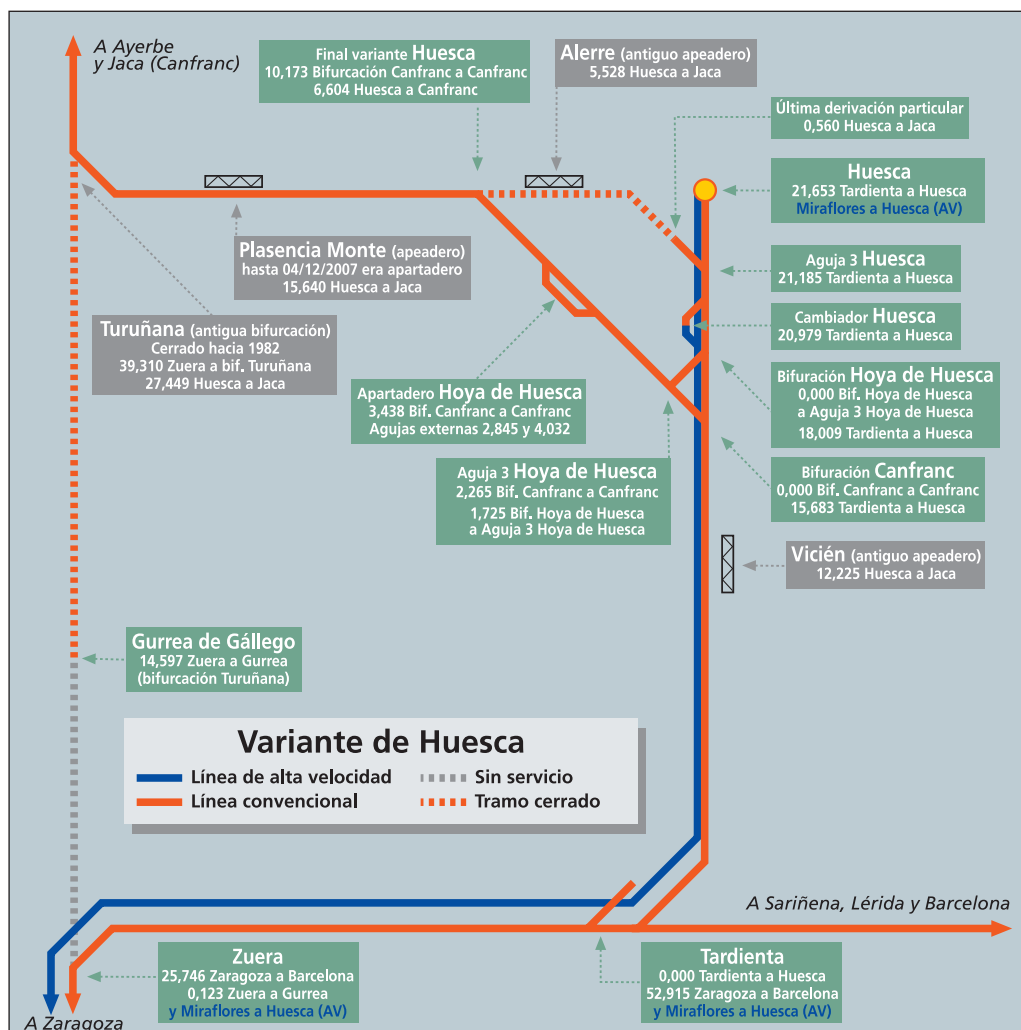 A Ayerbe
y Jaca (Canfranc)
Final variante Huesca
10,173 Bifurcación Canfranc a Canfranc
6,604 Huesca a Canfranc
Alerre (antiguo apeadero)
5,528 Huesca a Jaca
Última derivación particular
0,560 Huesca a Jaca
Huesca
21,653 Tardienta a Huesca
Miraflores a Huesca (AV)
Plasencia Monte (apeadero)
hasta 04/12/2007 era apartadero
15,640 Huesca a Jaca
Aguja 3 Huesca
21,185 Tardienta a Huesca
Turuñana (antigua bifurcación)
Cerrado hacia 1982
39,310 Zuera a bif. Turuñana
27,449 Huesca a Jaca
Cambiador Huesca
20,979 Tardienta a Huesca
Apartadero Hoya de Huesca
3,438 Bif. Canfranc a Canfranc
Agujas externas 2,845 y 4,032
Bifuración Hoya de Huesca
0,000 Bif. Hoya de Huesca
a Aguja 3 Hoya de Huesca
18,009 Tardienta a Huesca
Aguja 3 Hoya de Huesca
2,265 Bif. Canfranc a Canfranc
1,725 Bif. Hoya de Huesca
a Aguja 3 Hoya de Huesca
Bifuración Canfranc
0,000 Bif. Canfranc a Canfranc
15,683 Tardienta a Huesca
Vicién (antiguo apeadero)
12,225 Huesca a Jaca
Gurrea de Gállego
14,597 Zuera a Gurrea
(bifurcación Turuñana)
Variante de Huesca
Línea de alta velocidad
Sin servicio
Línea convencional
Tramo cerrado
A Sariñena, Lérida y Barcelona
Zuera
25,746 Zaragoza a Barcelona
0,123 Zuera a Gurrea
y Miraflores a Huesca (AV)
Tardienta
0,000 Tardienta a Huesca
52,915 Zaragoza a Barcelona
y Miraflores a Huesca (AV)
A Zaragoza